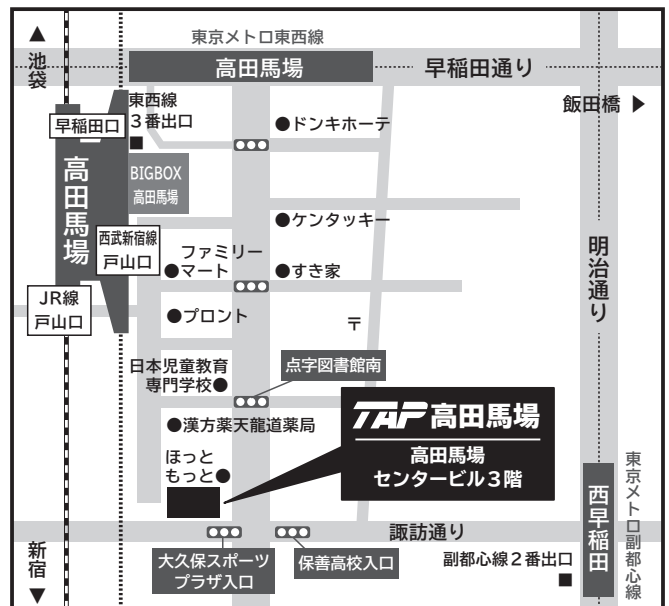 ▲
池袋
東京メトロ東西線
高田馬場
早稲田通り
飯田橋 ▶
東西線
3番出口
■
早稲田口
高田馬場
BIGBOX
高田馬場
西武新宿線
戸山口
JR線
戸山口
●ドンキホーテ
●ケンタッキー
ファミリー
●マート
●すき家
●プロント
〒
明治通り
日本児童教育
専門学校●
点字図書館南
●漢方薬天龍道薬局
ほっと
もっと●
TAP高田馬場
高田馬場
センタービル3階
諏訪通り
大久保スポーツ
プラザ入口
保善高校入口
副都心線2番出口
■
西早稲田
東京メトロ副都心線
新宿
▼